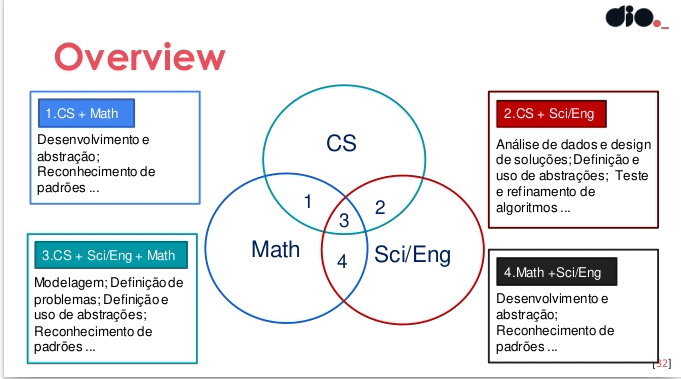 dio._
Overview
1.CS + Math
Desenvolvimento e
abstração;
Reconhecimento de
padrões ...
2.CS + Sci/Eng
Análise de dados e design
de soluções; Definição e
uso de abstrações; Teste
e refinamento de
algoritmos ...
CS
1
2
3
4
Math
Sci/Eng
3.CS + Sci/Eng + Math
Modelagem; Definição de
problemas; Definição e
uso de abstrações;
Reconhecimento de
padrões ...
4.Math +Sci/Eng
Desenvolvimento e
abstração;
Reconhecimento de
padrões ...
[32]